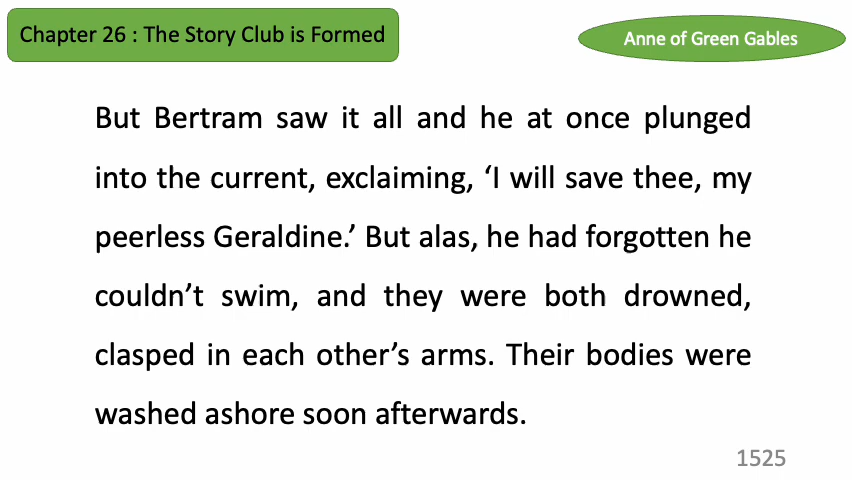 Chapter 26 : The Story Club is Formed
Anne of Green Gables
But Bertram saw it all and he at once plunged
into the current, exclaiming, ‘I will save thee, my
peerless Geraldine.’ But alas, he had forgotten he
couldn’t swim, and they were both drowned,
clasped in each other’s arms. Their bodies were
washed ashore soon afterwards.
1525